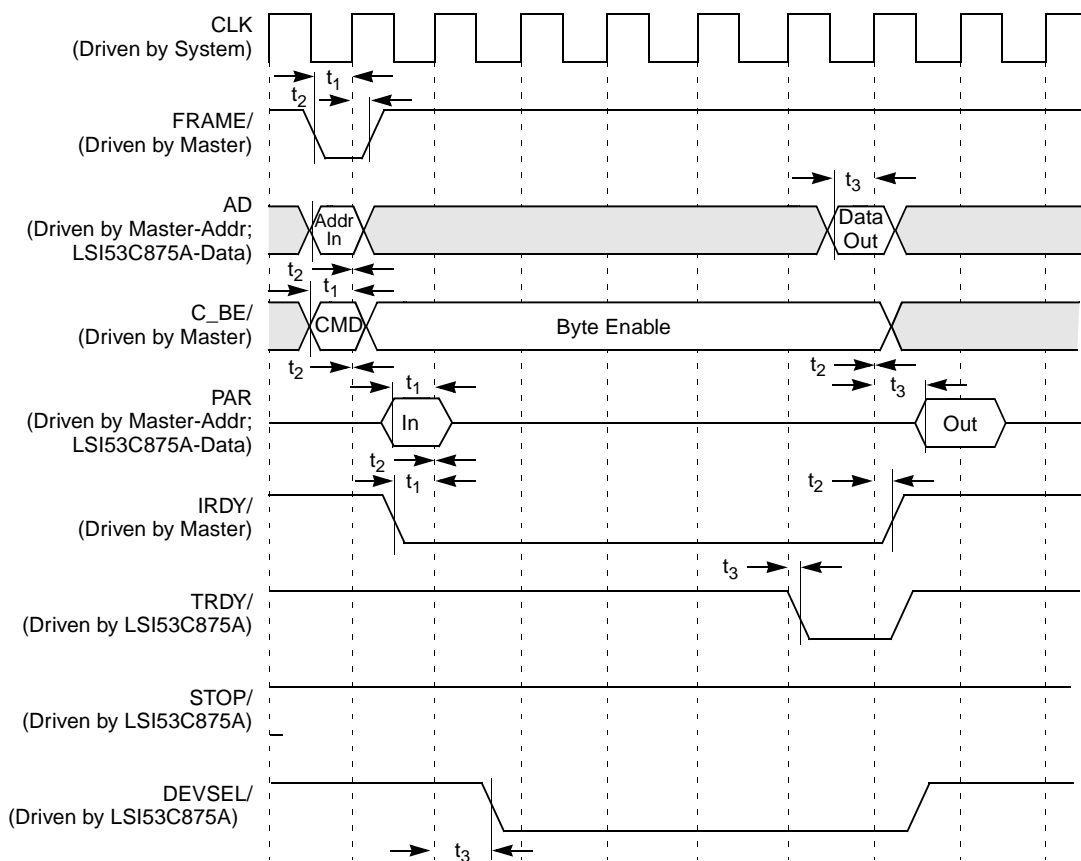 CLK
(Driven by System)
t1
t2
FRAME/
(Driven by Master)
t3
AD
(Driven by Master-Addr;
LSI53C875A-Data)
Addr
In
Data
Out
t2
t1
C_BE/
(Driven by Master)
CMD
Byte Enable
t2
t2
t1
t3
PAR
(Driven by Master-Addr;
LSI53C875A-Data)
In
Out
t2
t1
t2
IRDY/
(Driven by Master)
t3
TRDY/
(Driven by LSI53C875A)
STOP/
(Driven by LSI53C875A)
DEVSEL/
(Driven by LSI53C875A)
t3